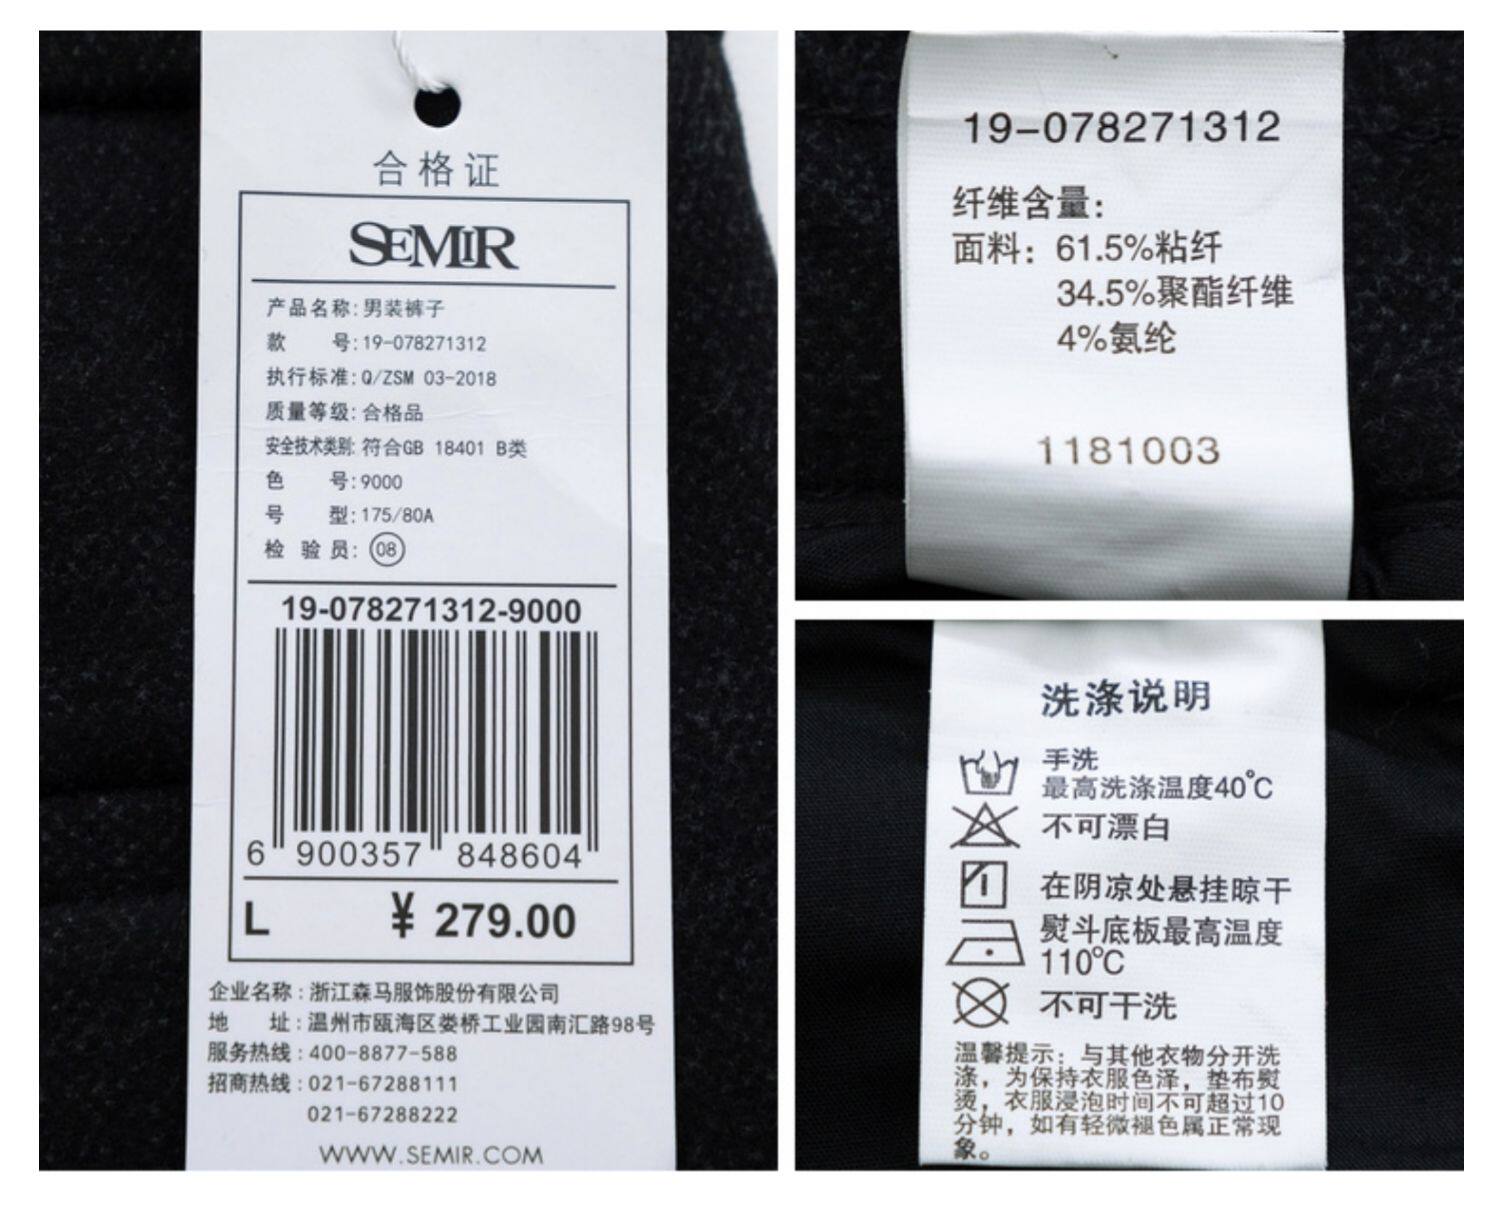 合格证
SEMIR
产品名称:男装裤子
款 号:19-078271312
执行标准:Q/ZSM 03-2018
质量等级:合格品
安全技术类别:符合GB 18401 B类
色 号:9000
号 型:175/80A
检 验 员:08
19-078271312-9000
6 900357 848604
L ¥ 279.00
企业名称:浙江森马服饰股份有限公司
地 址:温州市瓯海区娄桥工业园南汇路98号
服务热线:400-8877-588
招商热线:021-67288111
021-67288222
WWW.SEMIR.COM
19-078271312
纤维含量:
面料: 61.5%粘纤
34.5%聚酯纤维
4%氨纶
1181003
洗涤说明
手洗
最高洗涤温度40℃
不可漂白
在阴凉处悬挂晾干
熨斗底板最高温度
110℃
不可干洗
温馨提示:与其他衣物分开洗
涤,为保持衣服色泽,垫布熨
烫,衣服浸泡时间不可超过10
分钟,如有轻微褪色属正常现
象。